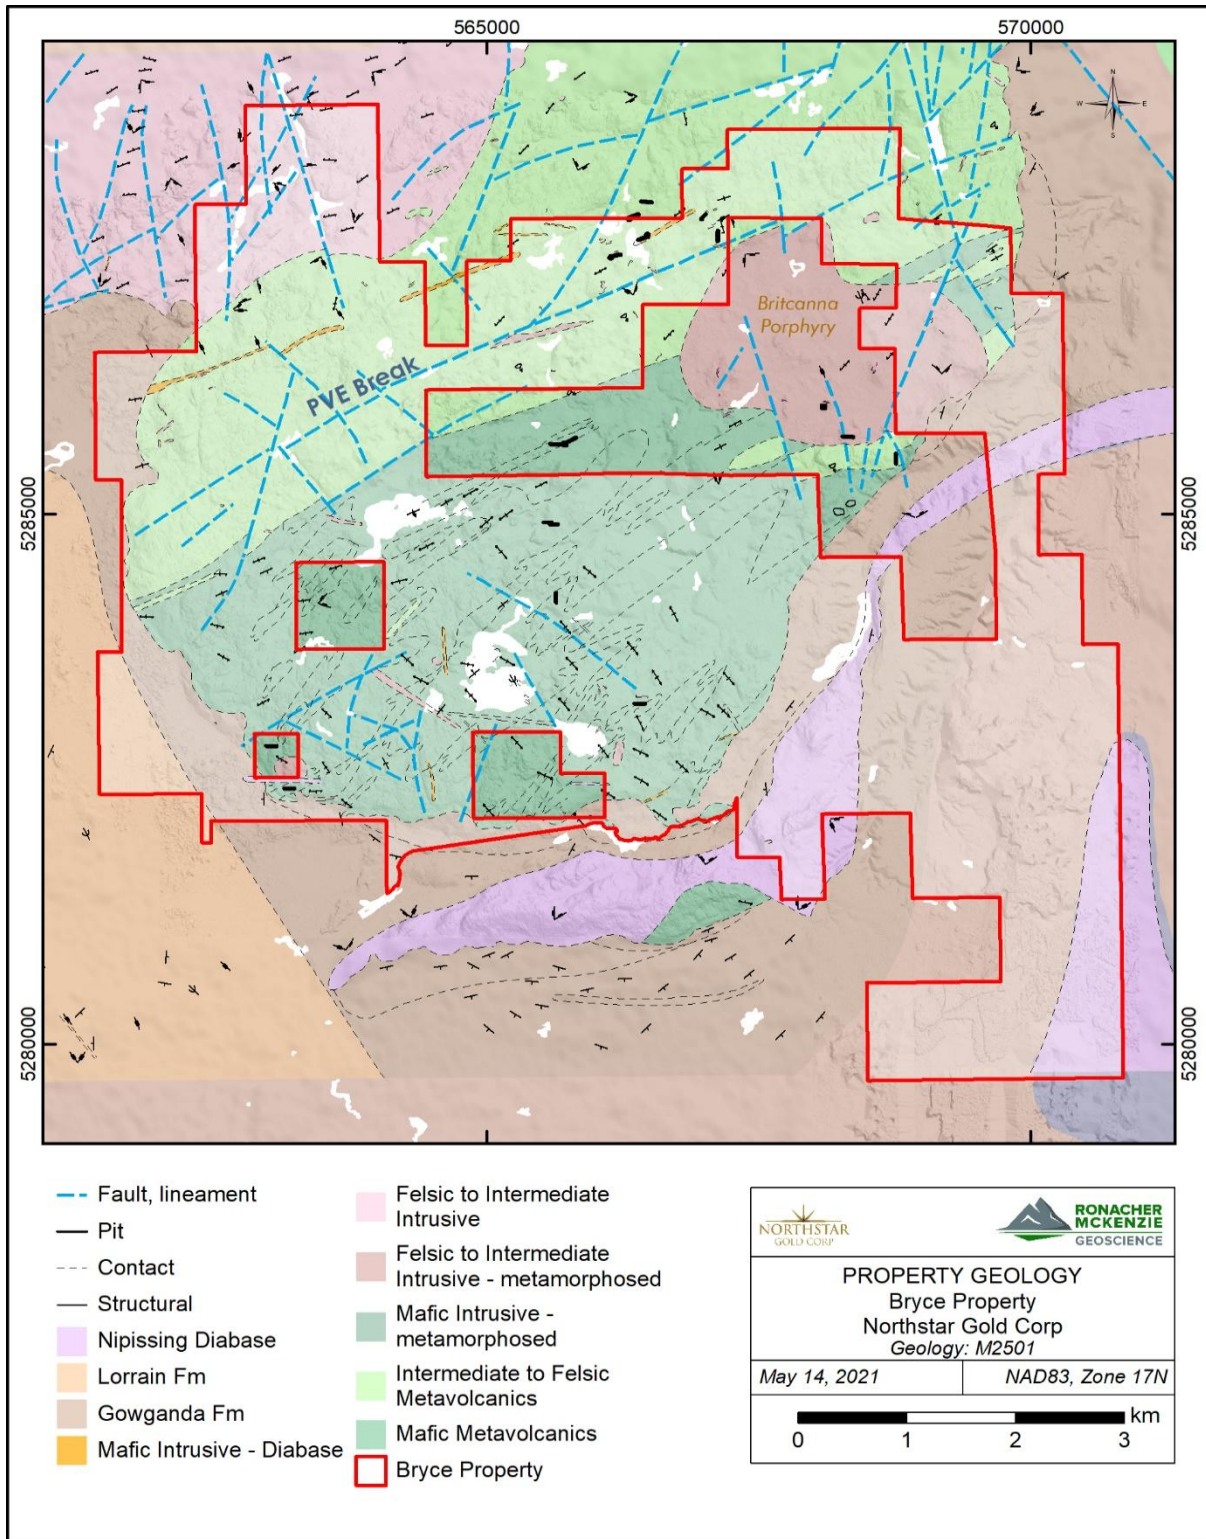 565000
570000
N
W
E
S
Britcanna
Porphyry
PVE Break
5285000
5285000
5280000
5280000
Fault, lineament
Pit
Contact
Structural
Nipissing Diabase
Lorrain Fm
Gowganda Fm
Mafic Intrusive - Diabase
Felsic to Intermediate
Intrusive
Felsic to Intermediate
Intrusive - metamorphosed
Mafic Intrusive -
metamorphosed
Intermediate to Felsic
Metavolcanics
Mafic Metavolcanics
Bryce Property
NORTHSTAR
GOLD CORP
RONACHER
MCKENZIE
GEOSCIENCE
PROPERTY GEOLOGY
Bryce Property
Northstar Gold Corp
Geology: M2501
May 14, 2021
NAD83, Zone 17N
km
0 1 2 3